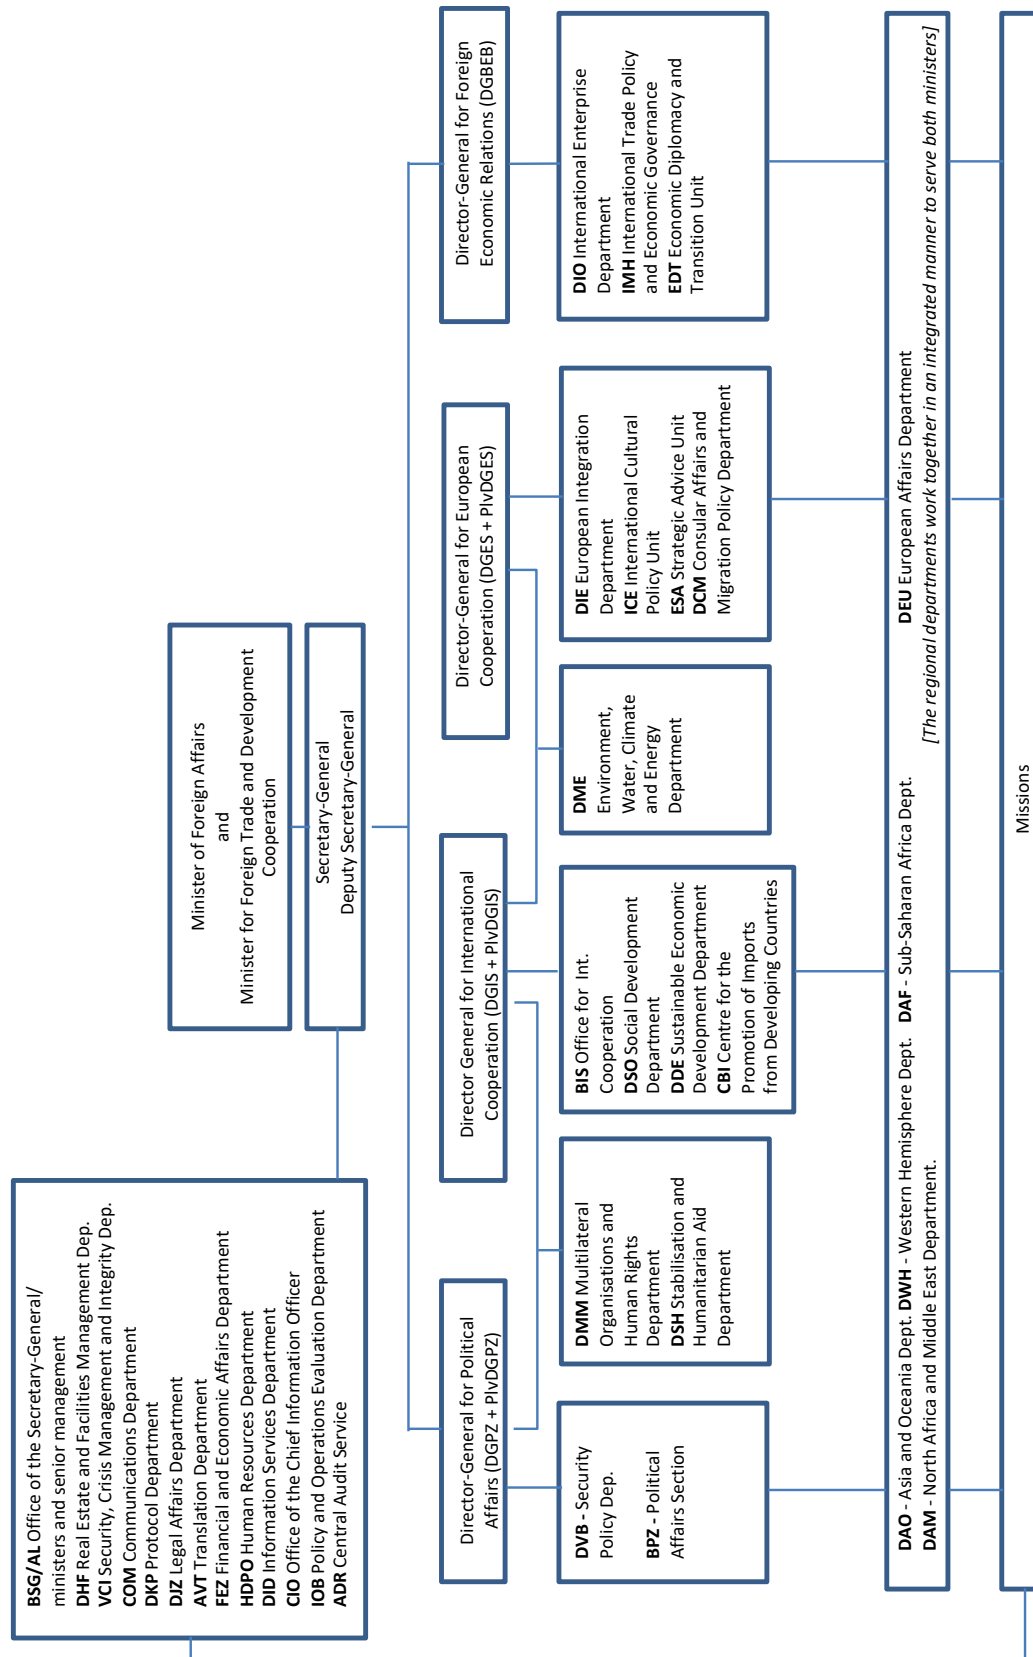 BSG/AL Office of the Secretary-General/
ministers and senior management
DHF Real Estate and Facilities Management Dep.
VCI Security, Crisis Management and Integrity Dep.
COM Communications Department
DKP Protocol Department
DJZ Legal Affairs Department
AVT Translation Department
FEZ Financial and Economic Affairs Department
HDPO Human Resources Department
DID Information Services Department
CIO Office of the Chief Information Officer
IOB Policy and Operations Evaluation Department
ADR Central Audit Service
Minister of Foreign Affairs
and
Minister for Foreign Trade and Development
Cooperation
Secretary-General
Deputy Secretary-General
Director-General for Political
Affairs (DGPZ + PlvDGPZ)
Director General for International
Cooperation (DGIS + PlvDGIS)
Director-General for European
Cooperation (DGES + PlvDGES)
Director-General for Foreign
Economic Relations (DGBEB)
DVB - Security
Policy Dep.
BPZ - Political
Affairs Section
DMM Multilateral
Organisations and
Human Rights
Department
DSH Stabilisation and
Humanitarian Aid
Department
BIS Office for Int.
Cooperation
DSO Social Development
Department
DDE Sustainable Economic
Development Department
CBI Centre for the
Promotion of Imports
from Developing Countries
DME
Environment,
Water, Climate
and Energy
Department
DIE European Integration
Department
ICE International Cultural
Policy Unit
ESA Strategic Advice Unit
DCM Consular Affairs and
Migration Policy Department
DIO International Enterprise
Department
IMH International Trade Policy
and Economic Governance
EDT Economic Diplomacy and
Transition Unit
DAO - Asia and Oceania Dept. DWH - Western Hemisphere Dept. DAF - Sub-Saharan Africa Dept. DEU European Affairs Department
DAM - North Africa and Middle East Department. [The regional departments work together in an integrated manner to serve both ministers]
Missions